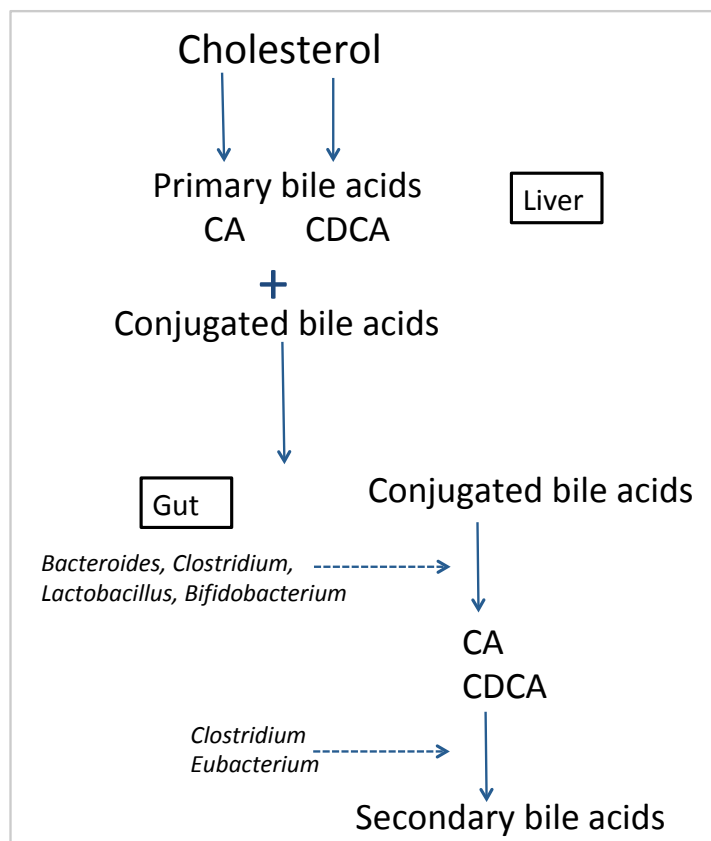 Cholesterol
Primary bile acids
Liver
CA CDCA
+
Conjugated bile acids
Gut
Conjugated bile acids
Bacteroides, Clostridium,
Lactobacillus, Bifidobacterium
CA
CDCA
Clostridium
Eubacterium
Secondary bile acids